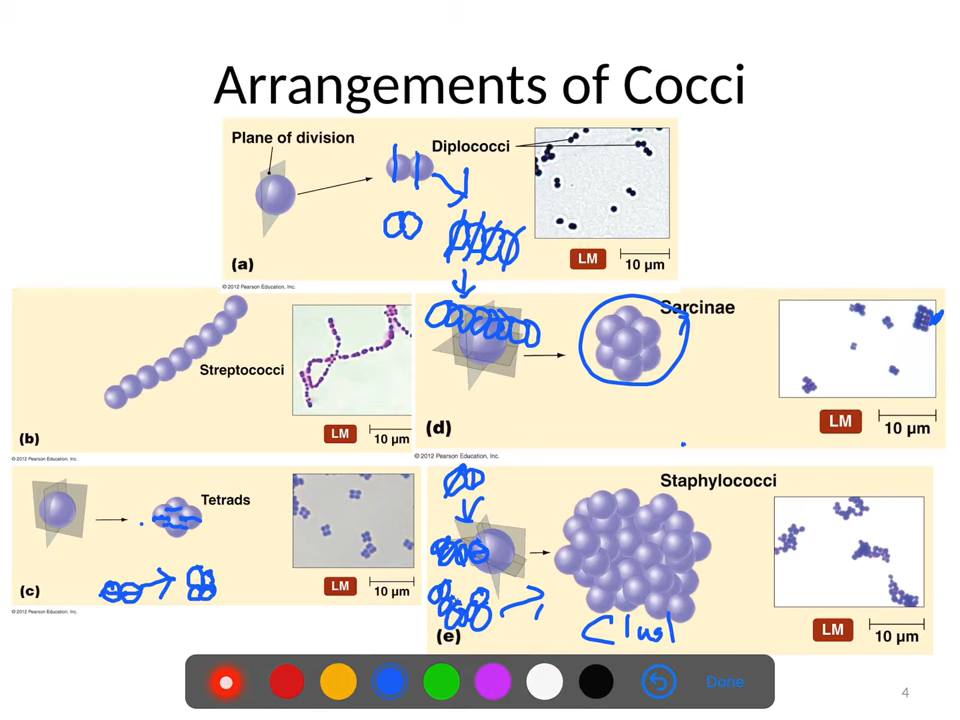 Arrangements of Cocci
Plane of division
Diplococci
(a)
LM
10 µm
© 2012 Pearson Education, Inc.
Streptococci
(b)
LM
10 µm
© 2012 Pearson Education, Inc.
Sarcinae
(d)
LM
10 µm
© 2012 Pearson Education, Inc.
Tetrads
(c)
LM
10 µm
© 2012 Pearson Education, Inc.
Staphylococci
Clust
(e)
LM
10 µm
Done
4